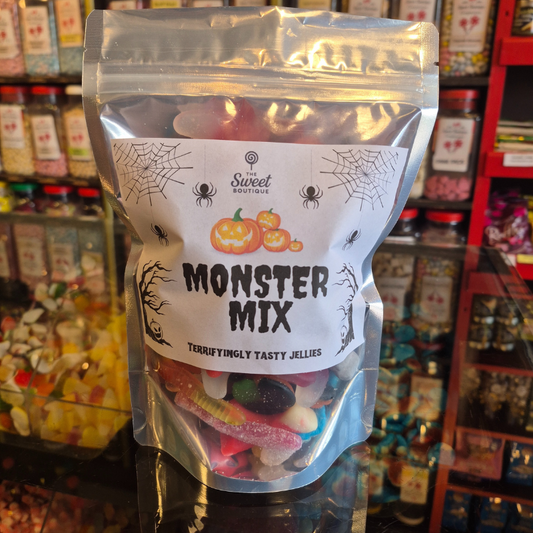 THE
Sweet
BOUTIQUE
MONSTER
MIX
TERRIFYINGLY TASTY JELLIES